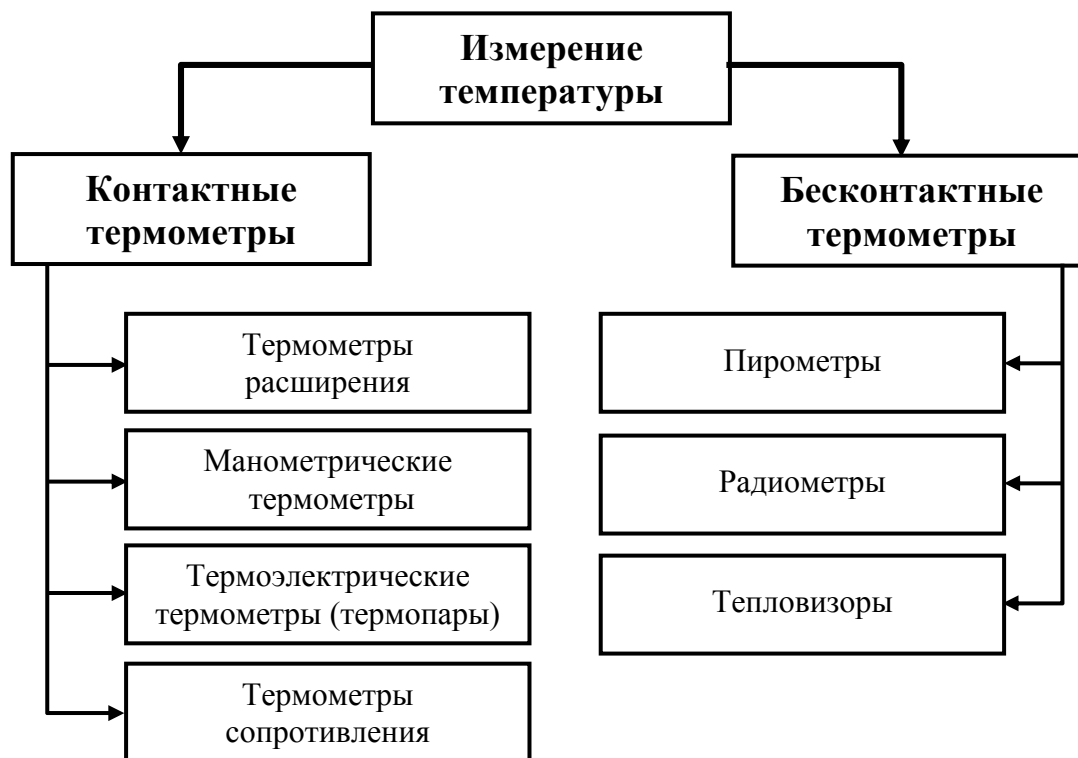 Измерение
температуры
Контактные
термометры
Бесконтактные
термометры
Термометры
расширения
Манометрические
термометры
Термоэлектрические
термометры (термопары)
Термометры
сопротивления
Пирометры
Радиометры
Тепловизоры